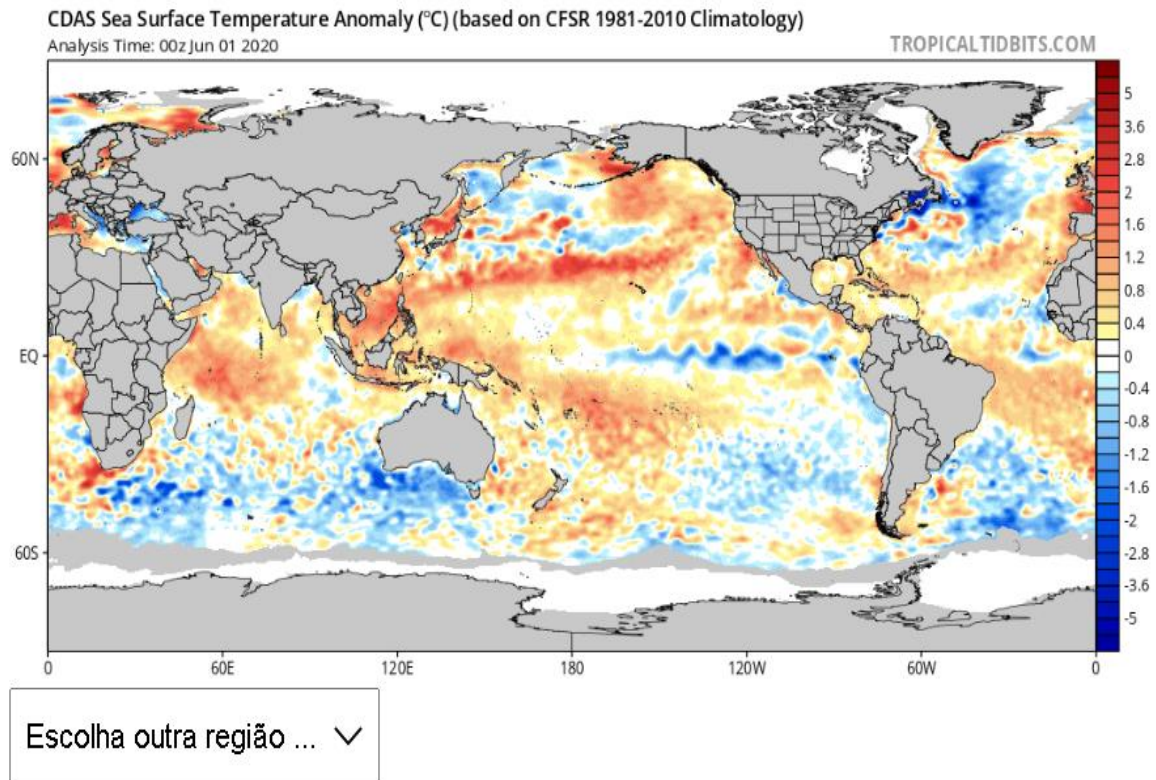 CDAS Sea Surface Temperature Anomaly (°C) (based on CFSR 1981-2010 Climatology)
Analysis Time: 00z Jun 01 2020
TROPICALTIDBITS.COM
60N
EQ
60S
0
60E
120E
180
120W
60W
0
5
3.6
2.8
2
1.6
1.2
0.8
0.4
0
-0.4
-0.8
-1.2
-1.6
-2
-2.8
-3.6
-5
Escolha outra região ...